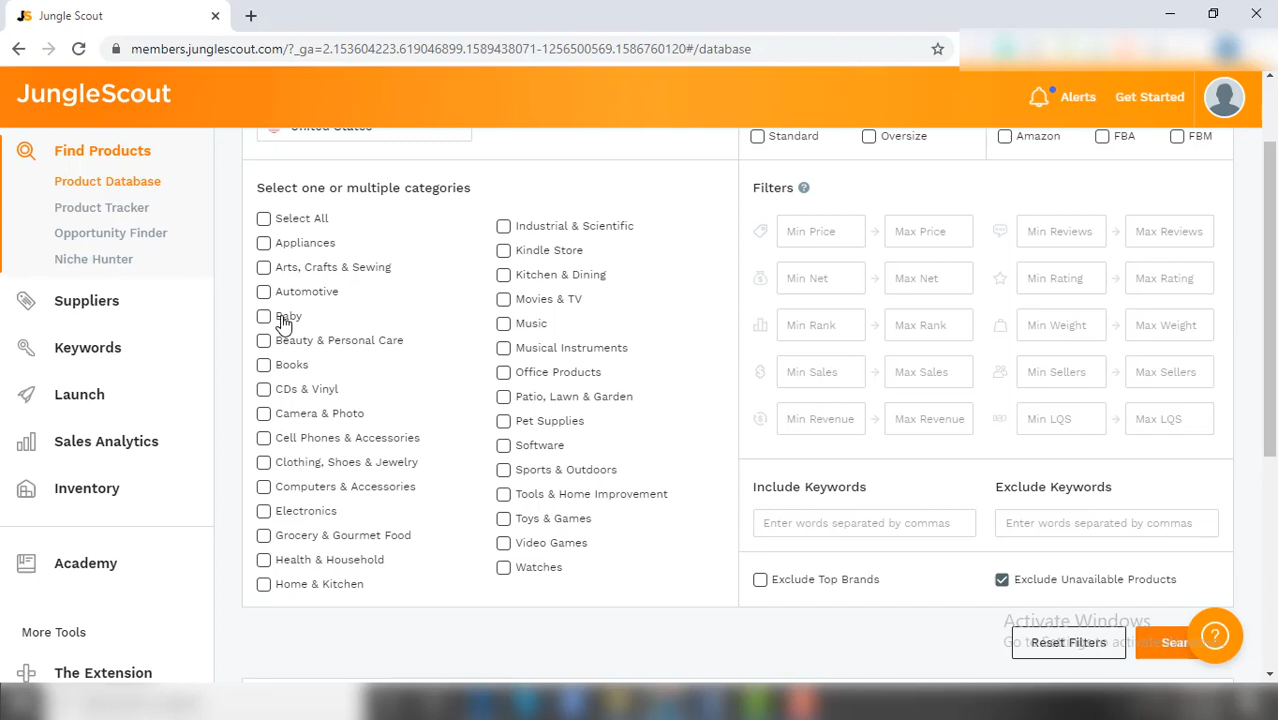 Jungle Scout
members.junglescout.com/?_ga=2.153604223.619046899.1589438071-1256500569.1586760120#/database
JungleScout
Alerts
Get Started
Find Products
Product Database
Product Tracker
Opportunity Finder
Niche Hunter
Suppliers
Keywords
Launch
Sales Analytics
Inventory
Academy
More Tools
The Extension
United States
Standard
Oversize
Amazon
FBA
FBM
Select one or multiple categories
Select All
Appliances
Arts, Crafts & Sewing
Automotive
Baby
Beauty & Personal Care
Books
CDs & Vinyl
Camera & Photo
Cell Phones & Accessories
Clothing, Shoes & Jewelry
Computers & Accessories
Electronics
Grocery & Gourmet Food
Health & Household
Home & Kitchen
Industrial & Scientific
Kindle Store
Kitchen & Dining
Movies & TV
Music
Musical Instruments
Office Products
Patio, Lawn & Garden
Pet Supplies
Software
Sports & Outdoors
Tools & Home Improvement
Toys & Games
Video Games
Watches
Filters
Min Price
Max Price
Min Reviews
Max Reviews
Min Net
Max Net
Min Rating
Max Rating
Min Rank
Max Rank
Min Weight
Max Weight
Min Sales
Max Sales
Min Sellers
Max Sellers
Min Revenue
Max Revenue
Min LQS
Max LQS
Include Keywords
Exclude Keywords
Enter words separated by commas
Enter words separated by commas
Exclude Top Brands
Exclude Unavailable Products
Activate Windows
Go to Settings to activate
Reset Filters